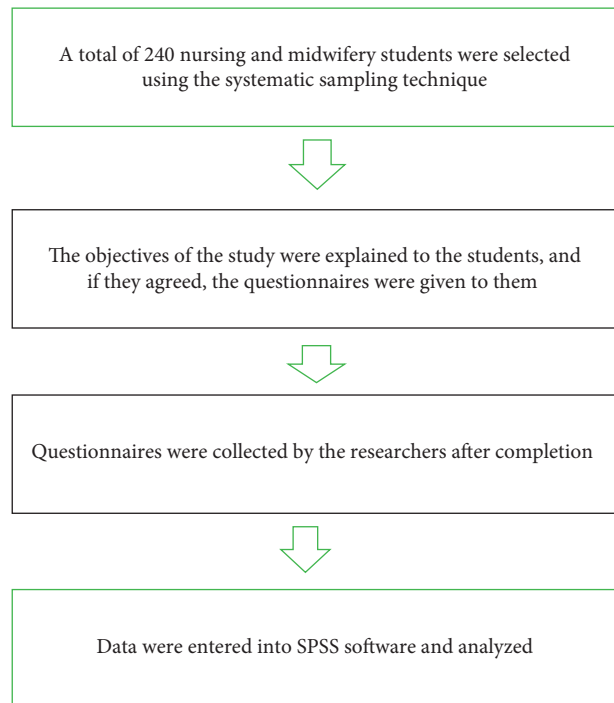 A total of 240 nursing and midwifery students were selected
using the systematic sampling technique
The objectives of the study were explained to the students, and
if they agreed, the questionnaires were given to them
Questionnaires were collected by the researchers after completion
Data were entered into SPSS software and analyzed